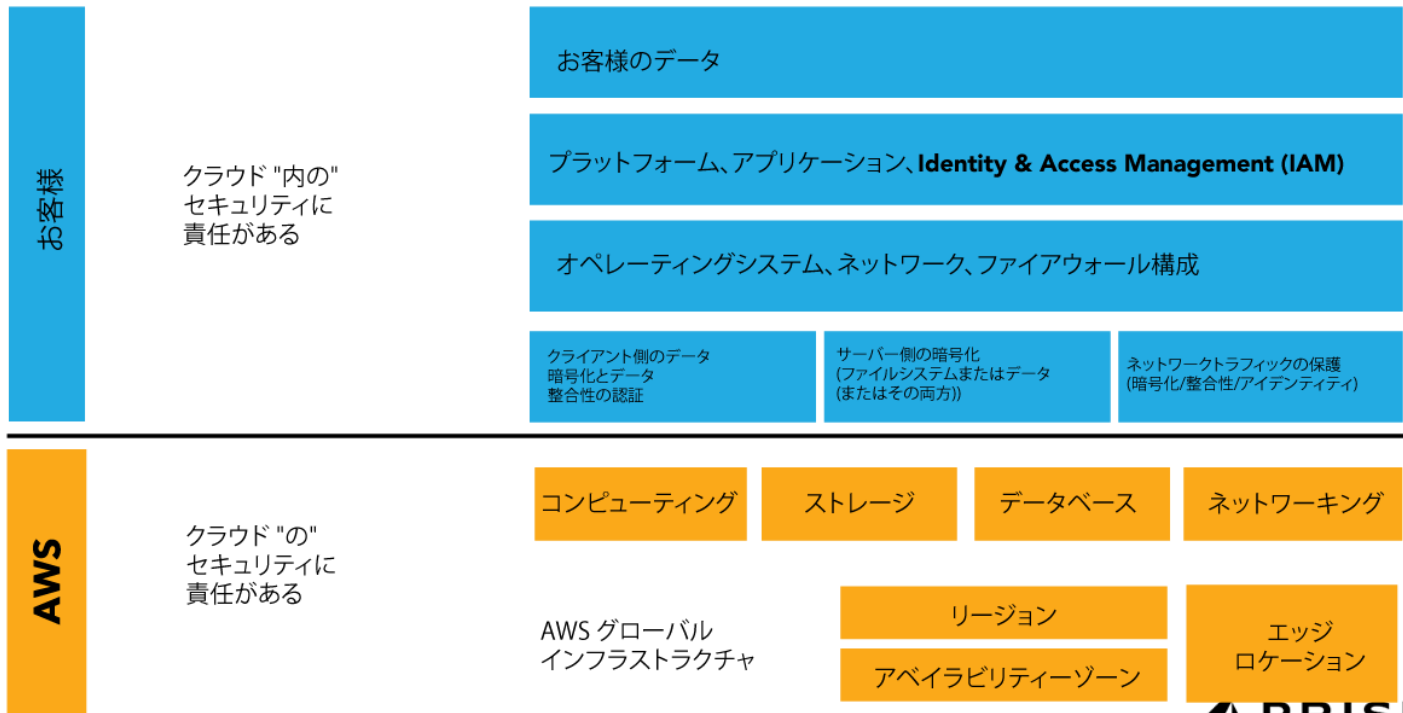 お客様
クラウド "内の"
セキュリティに
責任がある
お客様のデータ
プラットフォーム、アプリケーション、Identity & Access Management (IAM)
オペレーティングシステム、ネットワーク、ファイアウォール構成
クライアント側のデータ
暗号化とデータ
整合性の認証
サーバー側の暗号化
(ファイルシステムまたはデータ
(またはその両方))
ネットワークトラフィックの保護
(暗号化/整合性/アイデンティティ)
AWS
クラウド "の"
セキュリティに
責任がある
コンピューティング
ストレージ
データベース
ネットワーキング
AWS グローバル
インフラストラクチャ
リージョン
アベイラビリティーゾーン
エッジ
ロケーション